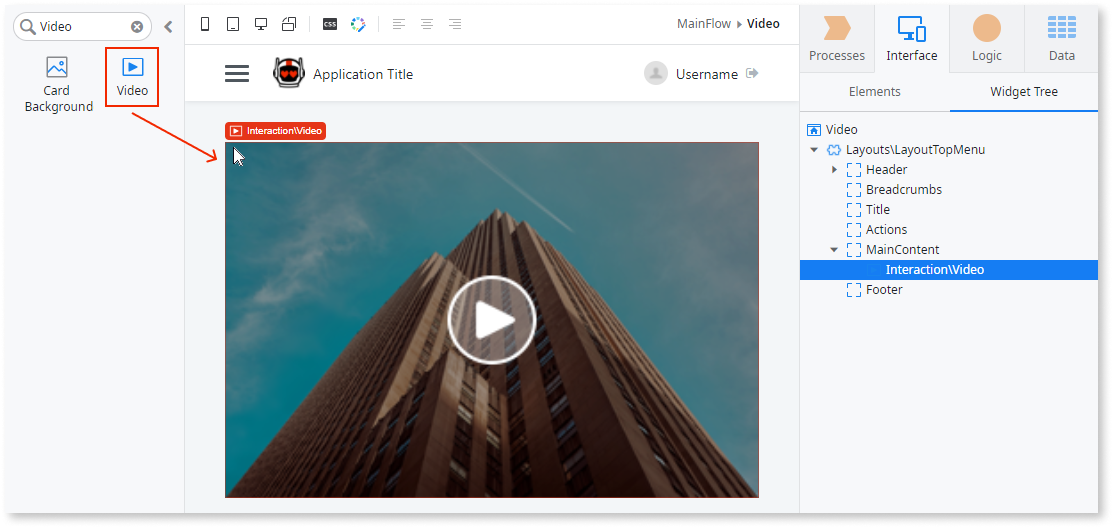 Video
Card
Background
Video
CSS
MainFlow
Video
Application Title
Username
Interaction\Video
Processes
Interface
Logic
Data
Elements
Widget Tree
Video
Layouts\LayoutTopMenu
Header
Breadcrumbs
Title
Actions
MainContent
Interaction\Video
Footer